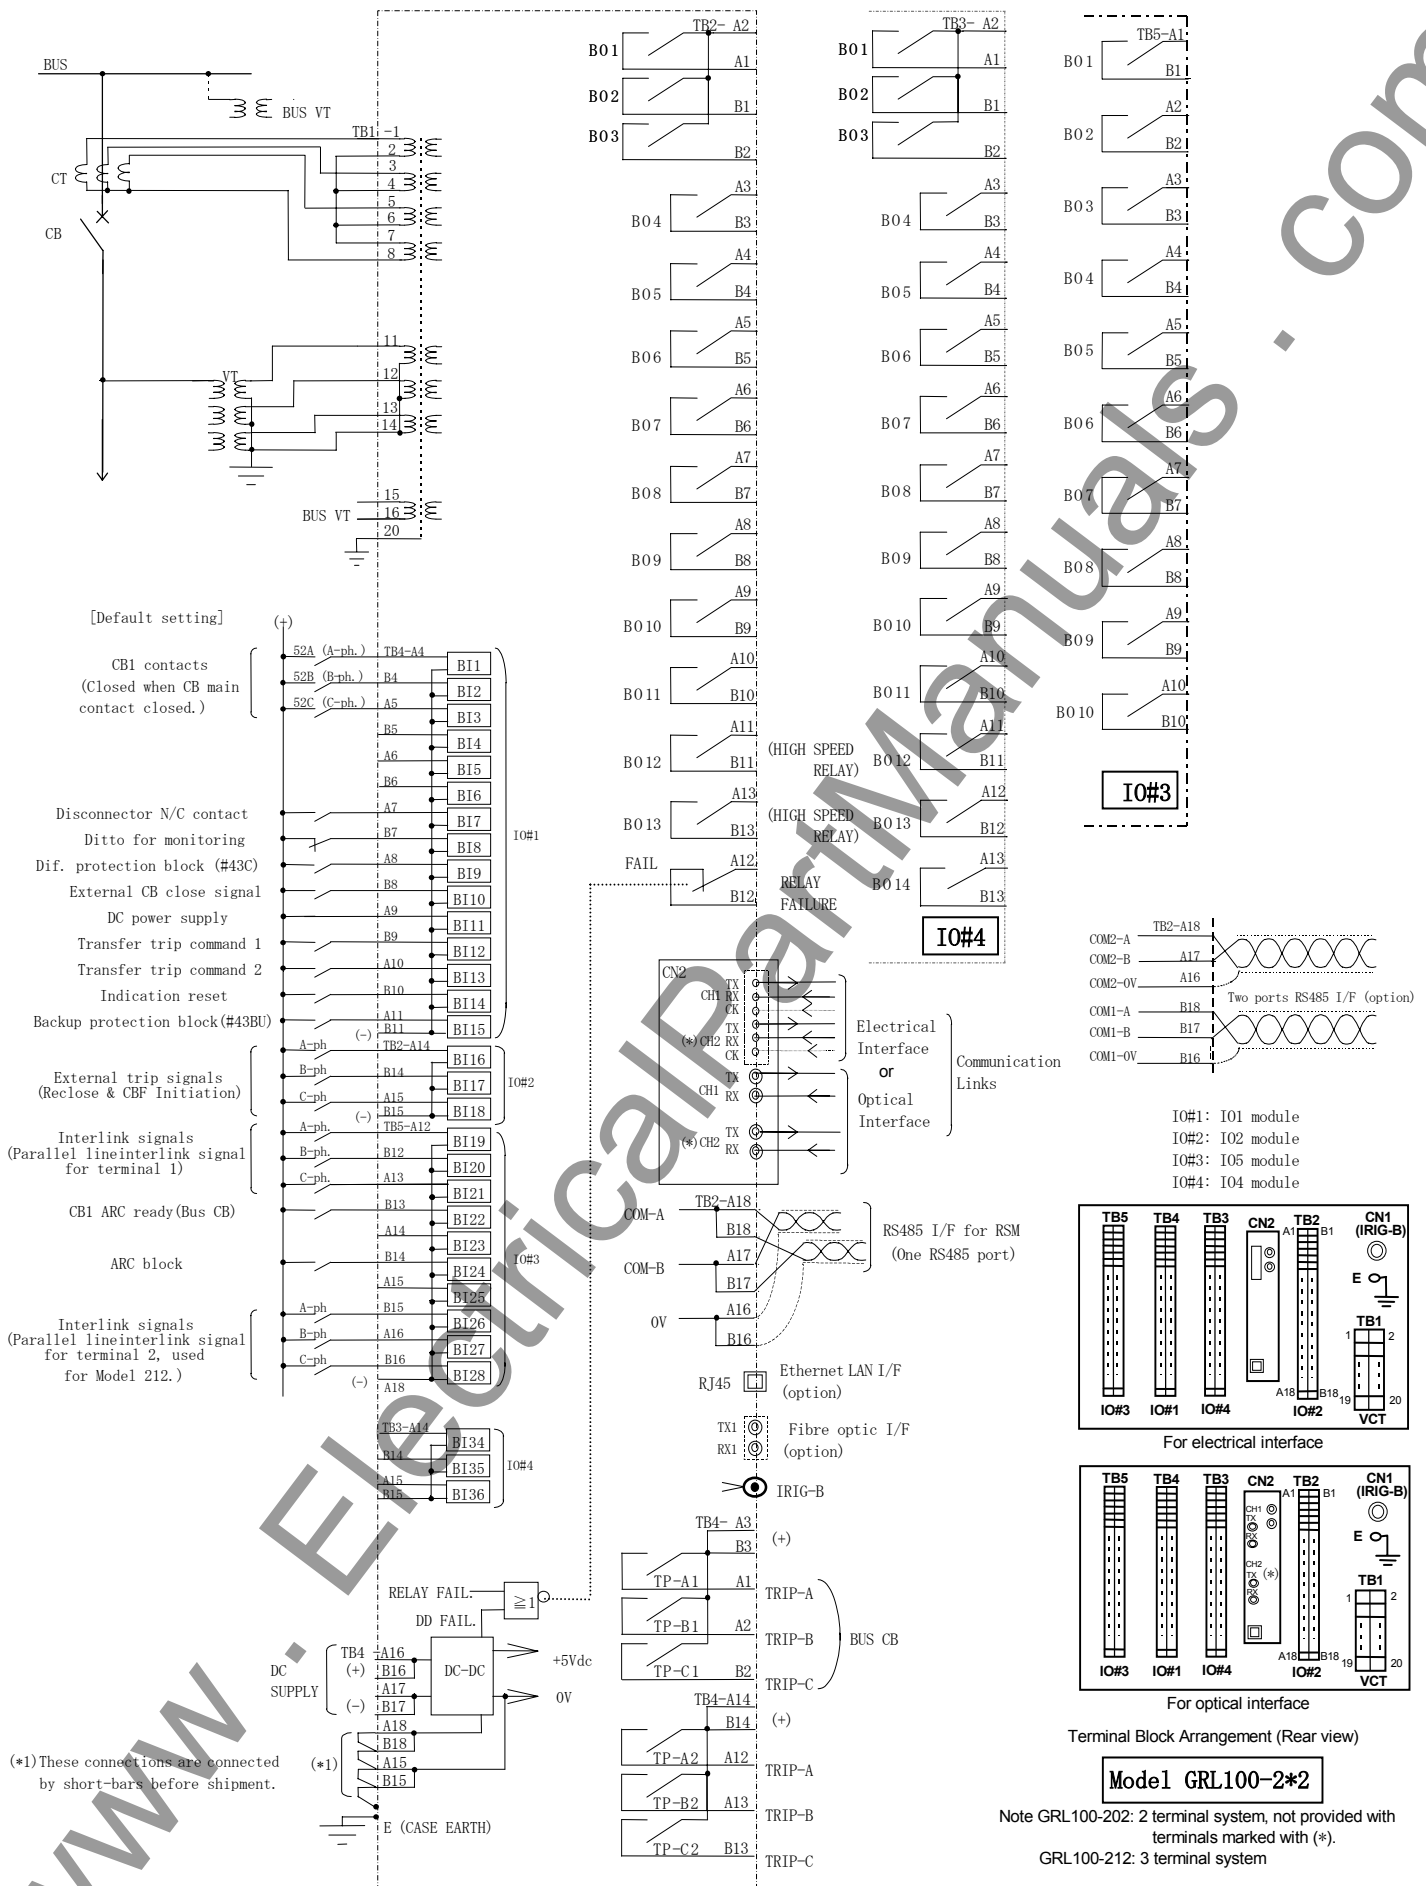 BUS
BUS VT
CT
CB
VT
TB1 -1
2
3
4
5
6
7
8
11
12
13
14
15
16
20
BUS VT
[Default setting]
(+)
CB1 contacts
(Closed when CB main
contact closed.)
52A (A-ph.) TB4-A4 BI1
52B (B-ph.) B4 BI2
52C (C-ph.) A5 BI3
B5 BI4
A6 BI5
B6 BI6
Disconnector N/C contact A7 BI7
Ditto for monitoring B7 BI8
Dif. protection block (#43C) A8 BI9
External CB close signal B8 BI10
DC power supply A9 BI11
Transfer trip command 1 B9 BI12
Transfer trip command 2 A10 BI13
Indication reset B10 BI14
Backup protection block(#43BU) A11 BI15
(-) B11
IO#1
External trip signals
(Reclose & CBF Initiation)
A-ph TB2-A14 BI16
B-ph B14 BI17
C-ph A15 BI18
(-) B15
IO#2
Interlink signals
(Parallel lineinterlink signal
for terminal 1)
A-ph. TB5-A12 BI19
B-ph. B12 BI20
C-ph. A13 BI21
CB1 ARC ready(Bus CB) B13 BI22
A14 BI23
ARC block B14 BI24
A15 BI25
Interlink signals
(Parallel lineinterlink signal
for terminal 2, used
for Model 212.)
A-ph B15 BI26
B-ph A16 BI27
C-ph B16 BI28
(-) A18
IO#3
TB3-A14 BI34
B14 BI35
A15 BI36
B15
IO#4
RELAY FAIL.
DD FAIL.
≧1
DC
SUPPLY
TB4 -A16
(+) B16
A17
(-) B17
DC-DC
+5Vdc
0V
A18
B18
A15
B15
(*1)
(*1)These connections are connected
by short-bars before shipment.
E (CASE EARTH)
TB2- A2
BO1 A1
BO2 B1
BO3 B2
BO4 A3 B3
BO5 A4 B4
BO6 A5 B5
BO7 A6 B6
BO8 A7 B7
BO9 A8 B8
BO10 A9 B9
BO11 A10 B10
BO12 A11 B11
(HIGH SPEED
RELAY)
BO13 A13 B13
(HIGH SPEED
RELAY)
FAIL A12 B12
RELAY
FAILURE
TB3- A2
BO1 A1
BO2 B1
BO3 B2
BO4 A3 B3
BO5 A4 B4
BO6 A5 B5
BO7 A6 B6
BO8 A7 B7
BO9 A8 B8
BO10 A9 B9
BO11 A10 B10
BO12 A11 B11
BO13 A12 B12
BO14 A13 B13
IO#4
TB5-A1
BO1 B1
BO2 A2 B2
BO3 A3 B3
BO4 A4 B4
BO5 A5 B5
BO6 A6 B6
BO7 A7 B7
BO8 A8 B8
BO9 A9 B9
BO10 A10 B10
IO#3
CN2
TX
CH1 RX
CK
TX
(*)CH2 RX
CK
Electrical
Interface
or
TX
CH1 RX
Optical
Interface
TX
(*)CH2 RX
Communication
Links
TB2-A18
COM-A
B18
A17
COM-B
B17
A16
0V
B16
RS485 I/F for RSM
(One RS485 port)
RJ45
Ethernet LAN I/F
(option)
TX1
RX1
Fibre optic I/F
(option)
IRIG-B
TB4- A3
(+)
B3
TP-A1 A1 TRIP-A
TP-B1 A2 TRIP-B
TP-C1 B2 TRIP-C
BUS CB
TB4-A14
(+)
B14
TP-A2 A12 TRIP-A
TP-B2 A13 TRIP-B
TP-C2 B13 TRIP-C
TB2-A18
COM2-A
COM2-B A17
COM2-0V A16
Two ports RS485 I/F (option)
COM1-A B18
COM1-B B17
COM1-0V B16
IO#1: IO1 module
IO#2: IO2 module
IO#3: IO5 module
IO#4: IO4 module
TB5 TB4 TB3 CN2 TB2 CN1
(IRIG-B)
A1 B1
E
TB1
1 2
A18 B18 19 20
IO#3 IO#1 IO#4 IO#2 VCT
For electrical interface
TB5 TB4 TB3 CN2 TB2 CN1
(IRIG-B)
A1 B1
CH1
TX
RX
CH2
TX (*)
RX
E
TB1
1 2
A18 B18 19 20
IO#3 IO#1 IO#4 IO#2 VCT
For optical interface
Terminal Block Arrangement (Rear view)
Model GRL100-2*2
Note GRL100-202: 2 terminal system, not provided with
terminals marked with (*).
GRL100-212: 3 terminal system
www.ElectricalPartManuals.com